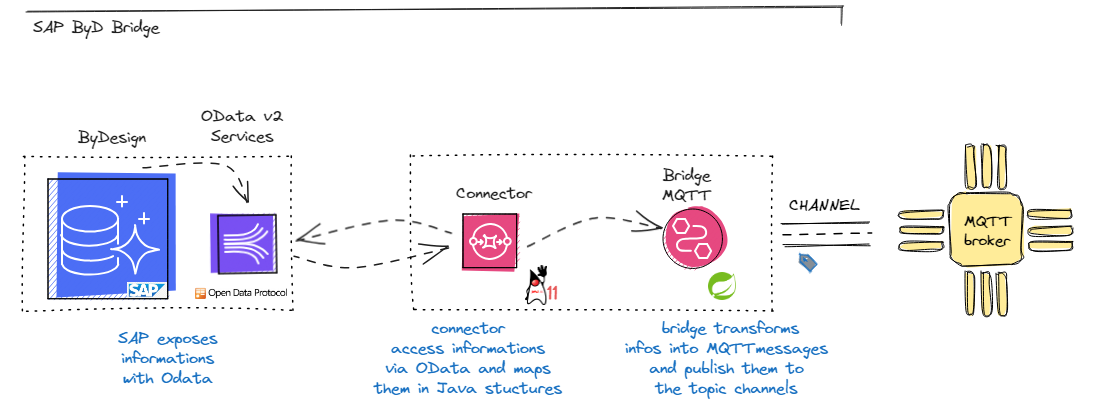 SAP ByD Bridge
OData v2
Services
ByDesign
SAP
Open Data Protocol
SAP exposes
informations
with Odata
Connector
11
connector
access informations
via OData and maps
them in Java stuctures
Bridge
MQTT
bridge transforms
infos into MQTTmessages
and publish them to
the topic channels
CHANNEL
MQTT
broker